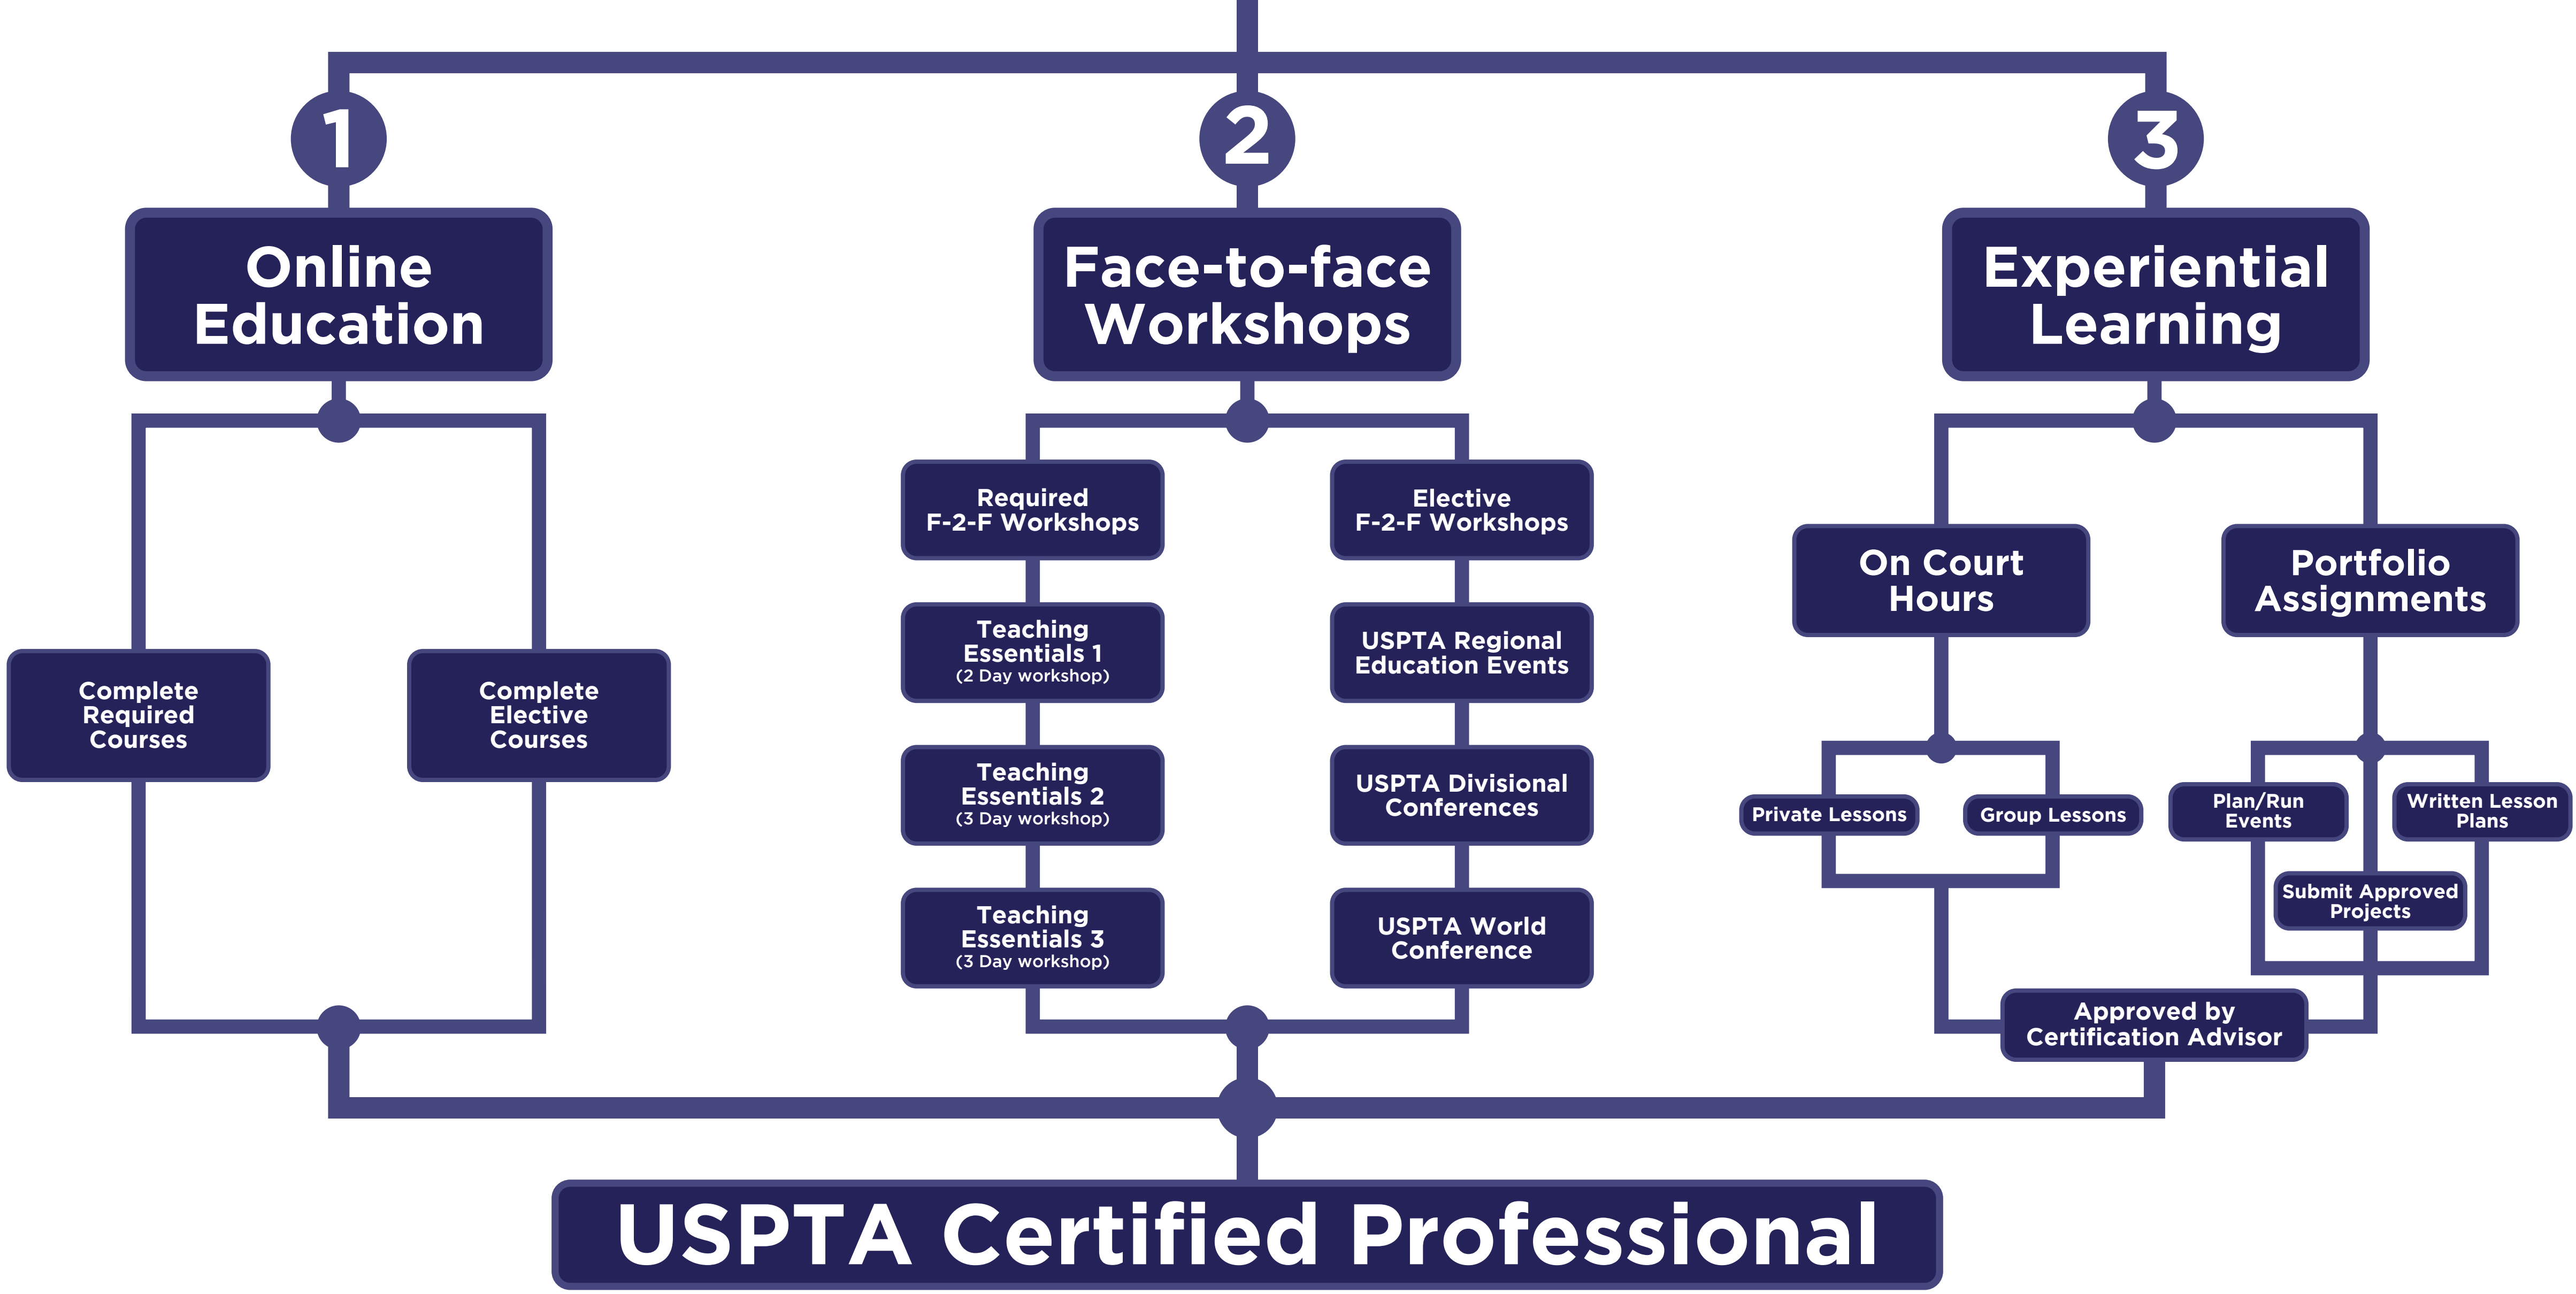 1
Online
Education
Complete
Required
Courses
Complete
Elective
Courses
2
Face-to-face
Workshops
Required
F-2-F Workshops
Teaching
Essentials 1
(2 Day workshop)
Teaching
Essentials 2
(3 Day workshop)
Teaching
Essentials 3
(3 Day workshop)
Elective
F-2-F Workshops
USPTA Regional
Education Events
USPTA Divisional
Conferences
USPTA World
Conference
3
Experiential
Learning
On Court
Hours
Private Lessons
Group Lessons
Portfolio
Assignments
Plan/Run
Events
Written Lesson
Plans
Submit Approved
Projects
Approved by
Certification Advisor
USPTA Certified Professional